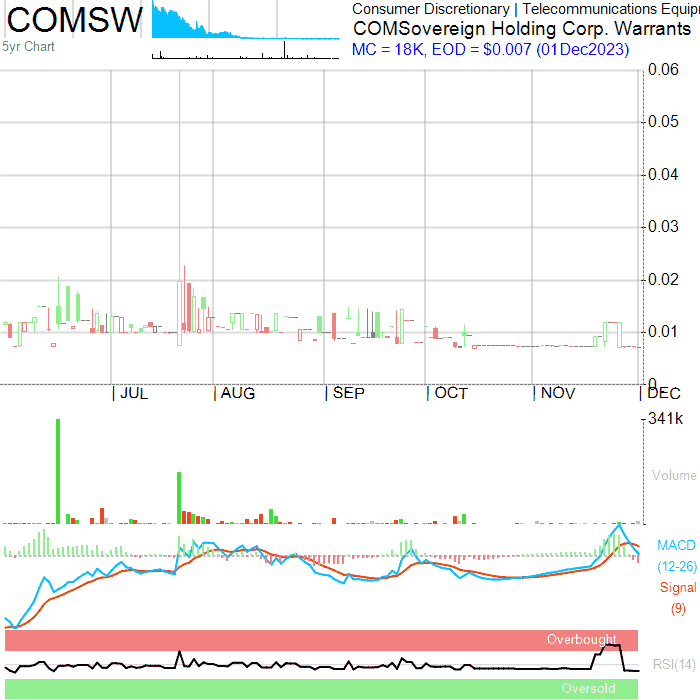 COMSW
5yr Chart
Consumer Discretionary | Telecommunications Equip
COMSovereign Holding Corp. Warrants
MC = 18K, EOD = $0.007 (01Dec2023)
0.06
0.05
0.04
0.03
0.02
0.01
0
JUL AUG SEP OCT NOV DEC
341k
Volume
MACD
(12-26)
Signal
(9)
Overbought
RSI(14)
Oversold